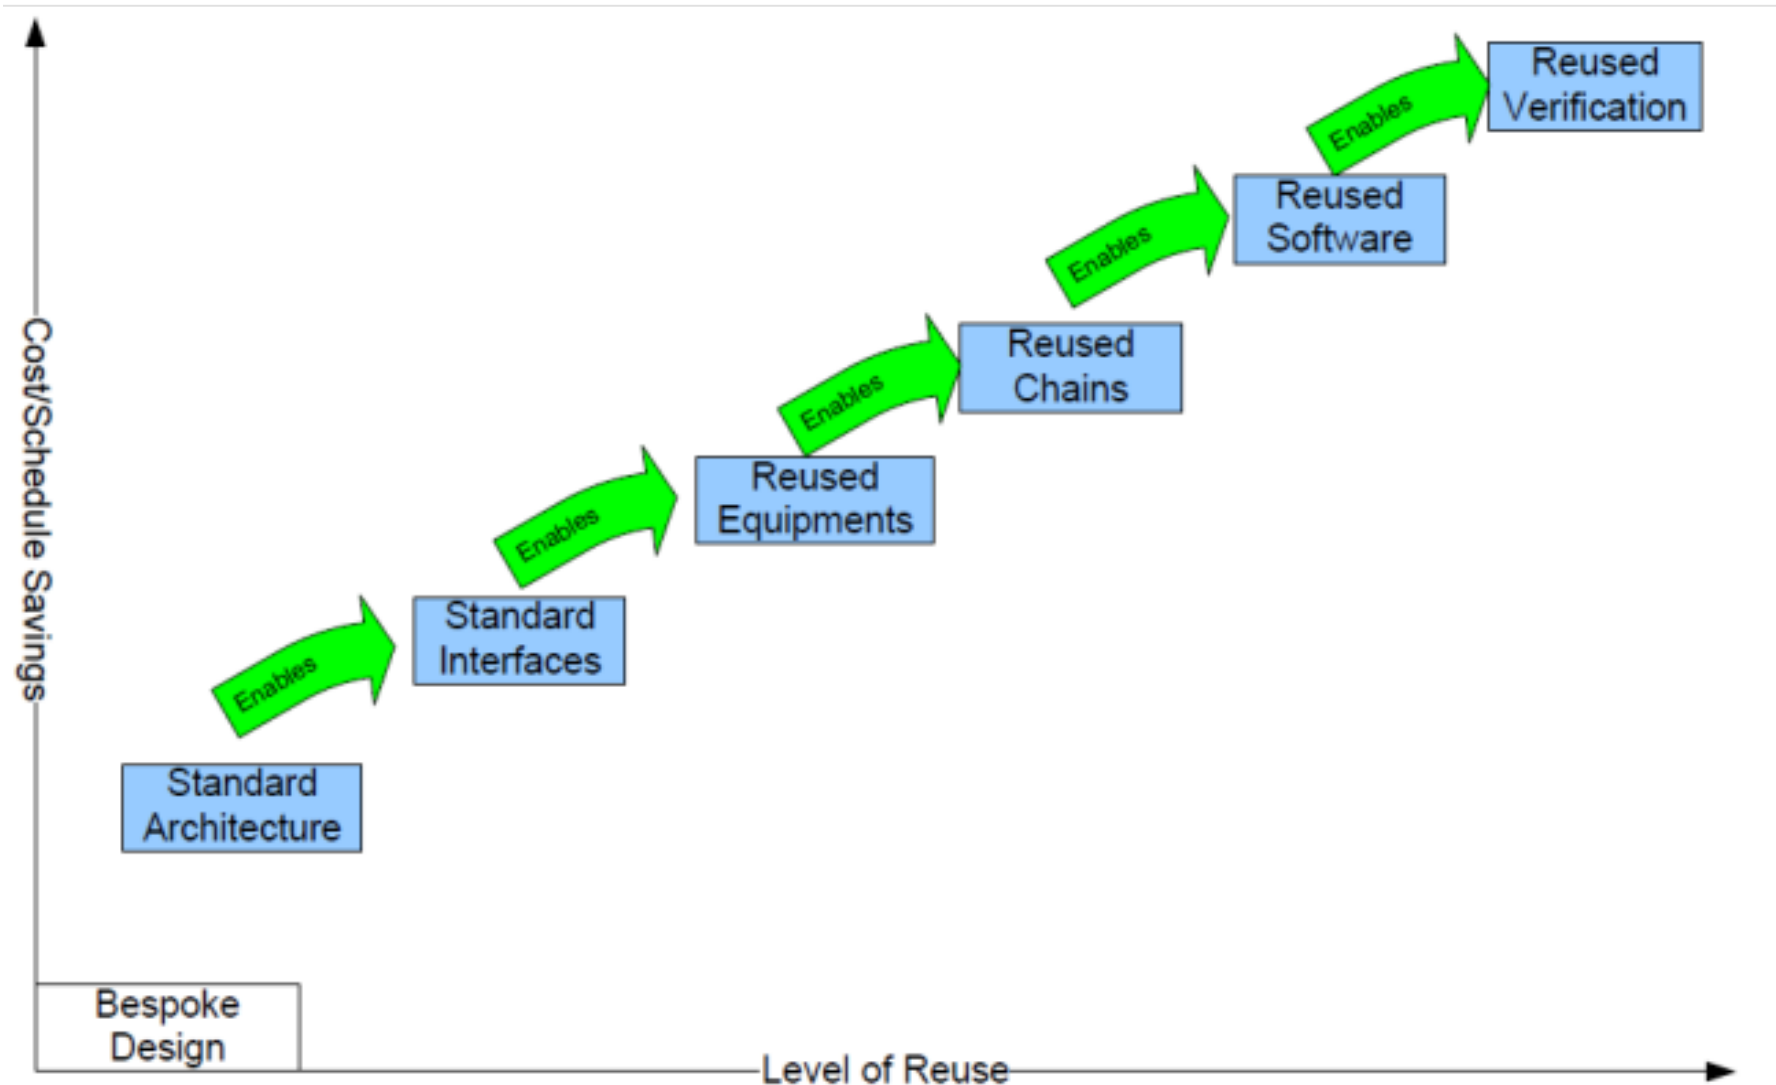 Reused
Verification
Enables
Reused
Software
Enables
Reused
Chains
Enables
Reused
Equipments
Enables
Standard
Interfaces
Enables
Standard
Architecture
Cost/Schedule Savings
Bespoke
Design
Level of Reuse